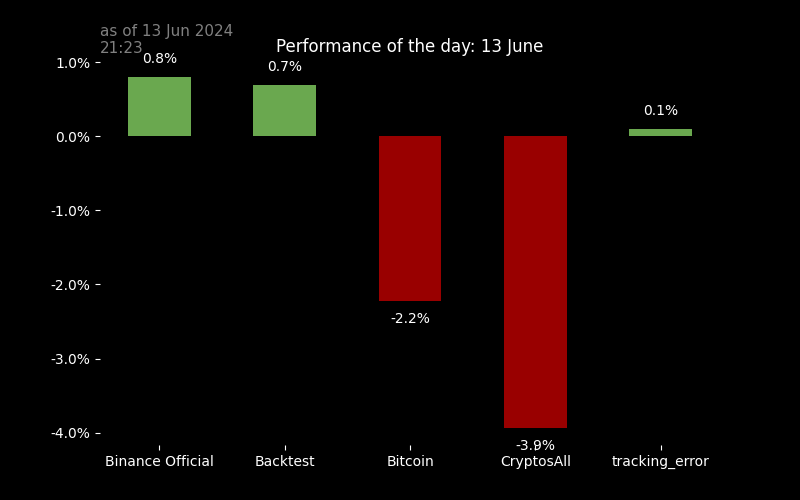 as of 13 Jun 2024
21:23
Performance of the day: 13 June
1.0%
0.0%
-1.0%
-2.0%
-3.0%
-4.0%
0.8%
0.7%
-2.2%
-3.9%
0.1%
Binance Official
Backtest
Bitcoin
CryptosAll
tracking_error